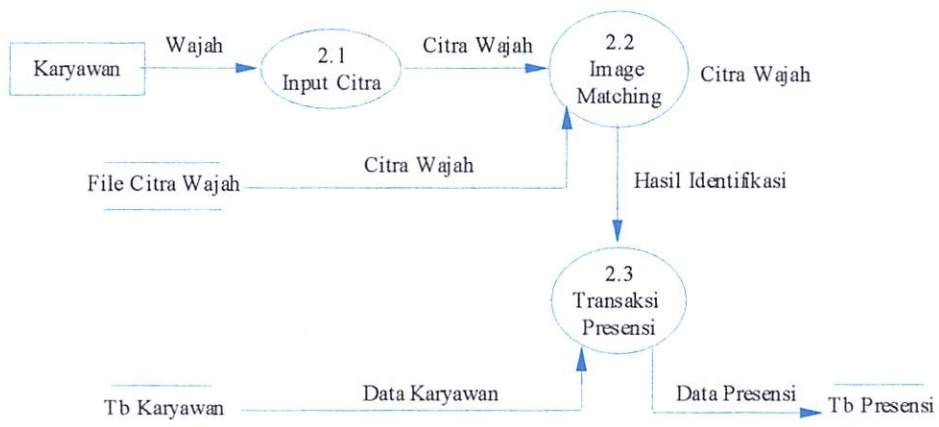 Wajah
Citra Wajah
Karyawan
2.1
Input Citra
2.2
Image
Matching
Citra Wajah
Citra Wajah
File Citra Wajah
Hasil Identifikasi
2.3
Transaksi
Presensi
Data Karyawan
Tb Karyawan
Data Presensi
Tb Presensi